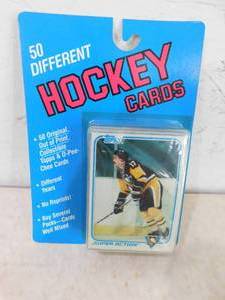 50
DIFFERENT
HOCKEY
CARDS
• 50 Original,
Out of Print,
Collectible
Topps & O-Pee-
Chee Cards
• Different
Years
• No Reprints!
• Buy Several
Packs—Cards
Well Mixed
SUPER ACTION